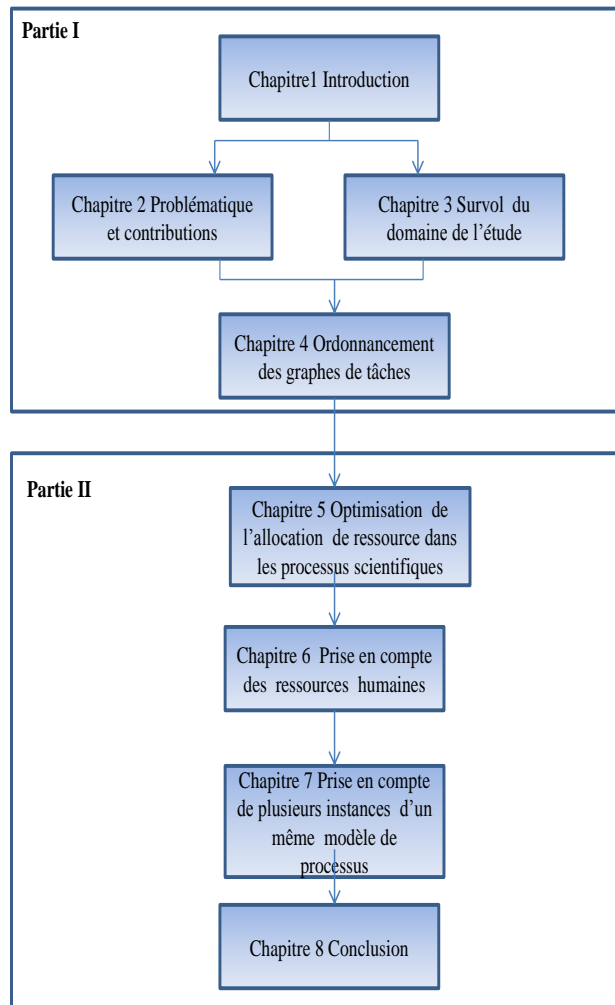 Partie I
Chapitre1 Introduction
Chapitre 2 Problématique
et contributions
Chapitre 3 Survol du
domaine de l’étude
Chapitre 4 Ordonnancement
des graphes de tâches
Partie II
Chapitre 5 Optimisation de
l’allocation de ressource dans
les processus scientifiques
Chapitre 6 Prise en compte
des ressources humaines
Chapitre 7 Prise en compte
de plusieurs instances d’un
même modèle de
processus
Chapitre 8 Conclusion